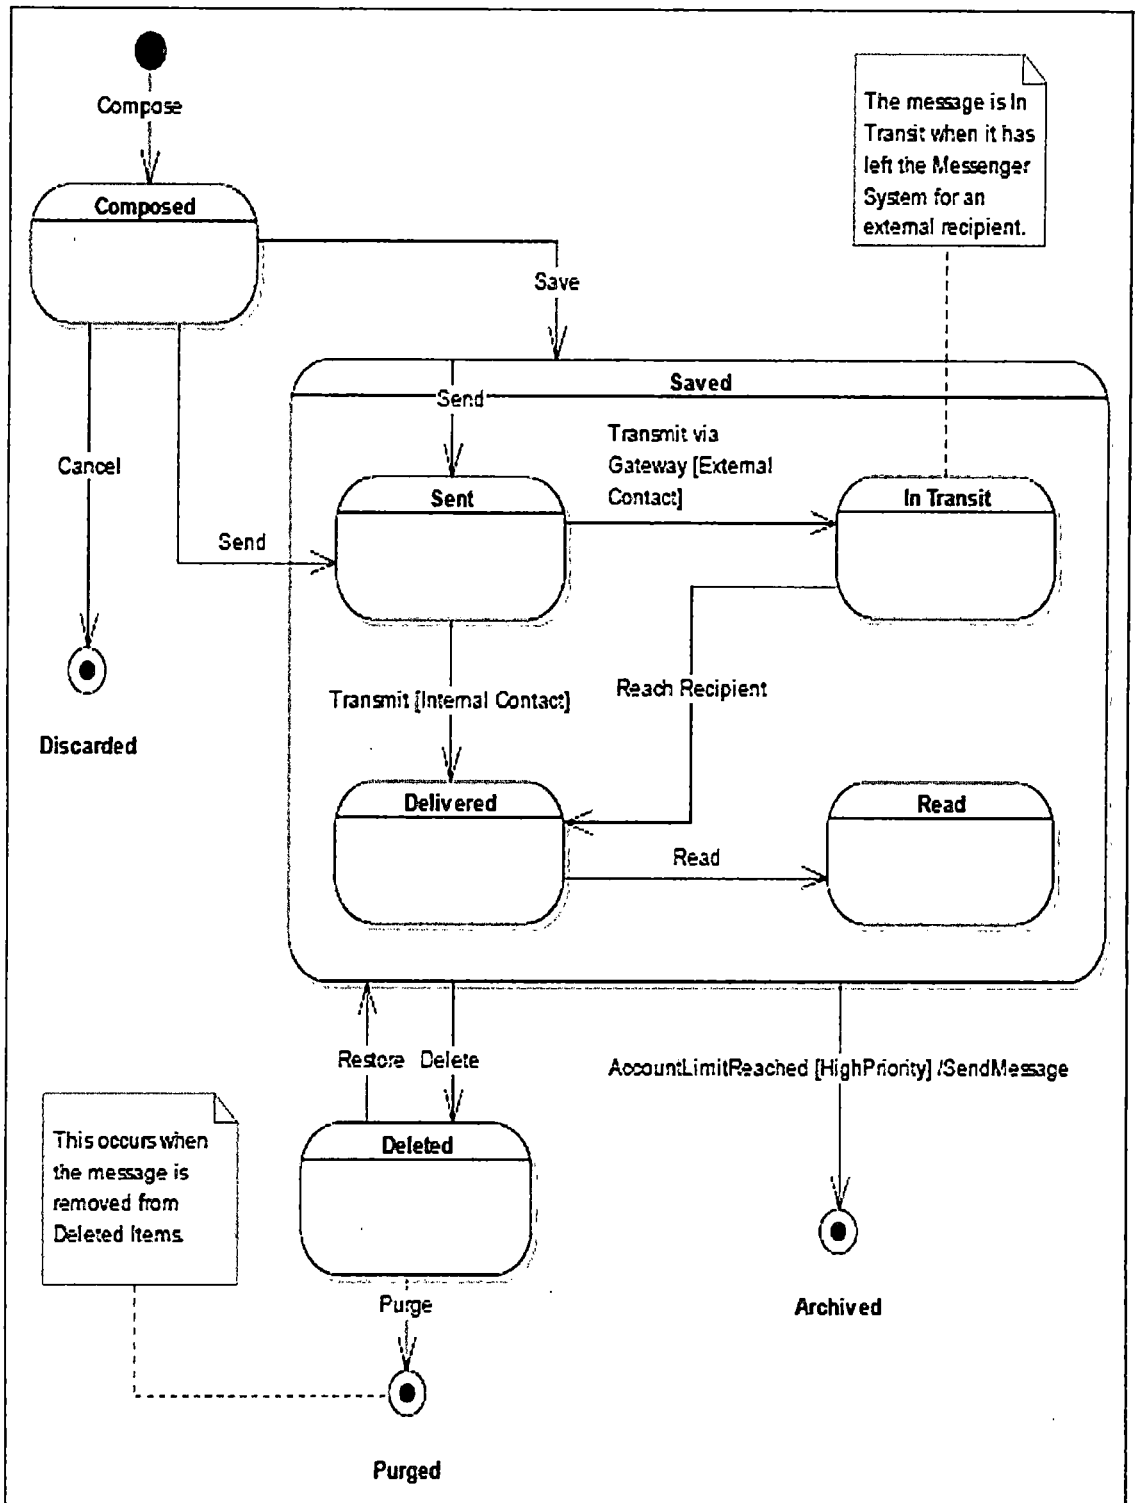 Compose
The message is In
Transit when it has
left the Messenger
System for an
external recipient.
Composed
Save
Saved
Send
Transmit via
Gateway [External
Contact]
Cancel
Sent
In Transit
Send
Transmit [Internal Contact]
Reach Recipient
Discarded
Delivered
Read
Read
Restore
Delete
AccountLimitReached [HighPriority] /SendMessage
This occurs when
the message is
removed from
Deleted Items.
Deleted
Purge
Archived
Purged